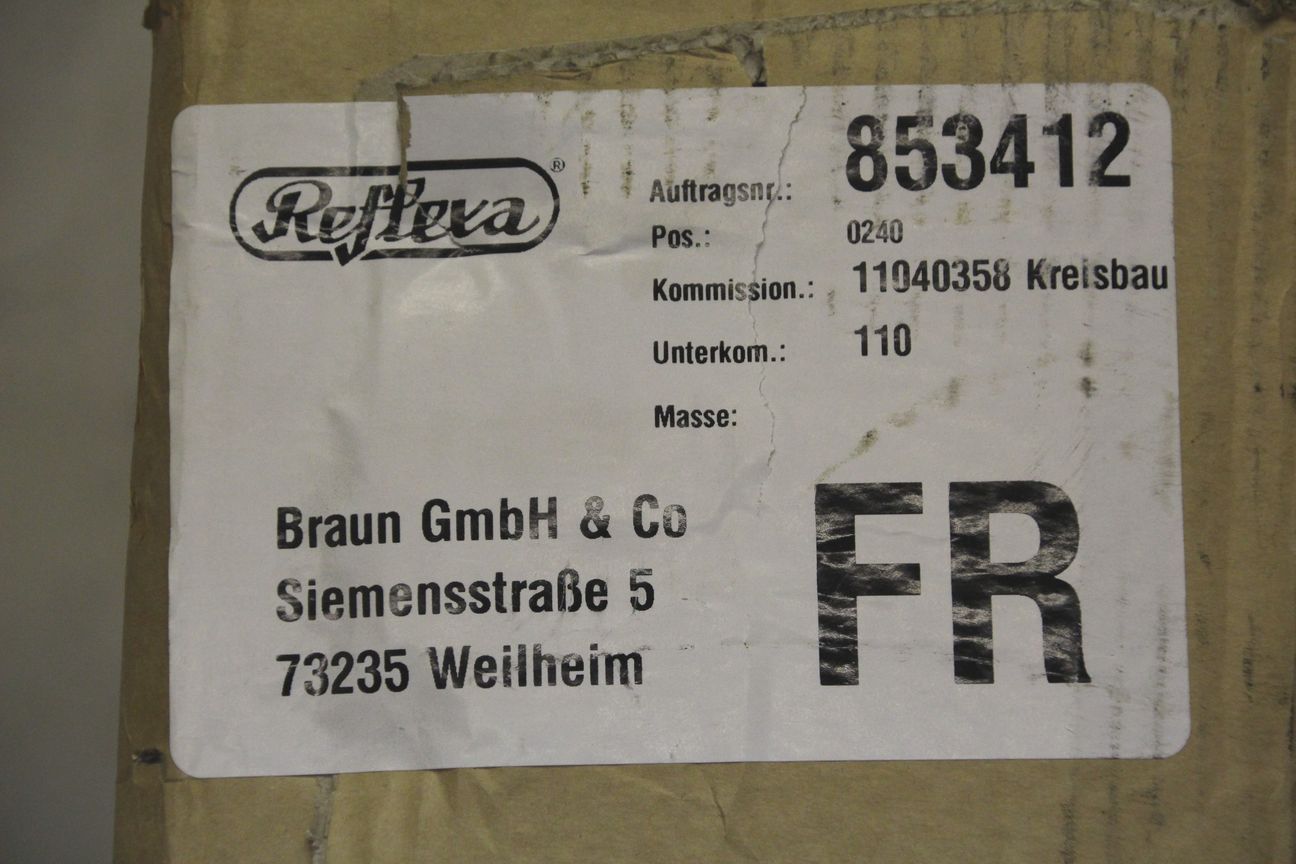 Reflexa®
Auftragsnr.: 853412
Pos.: 0240
Kommission.: 11040358 Kreisbau
Unterkom.: 110
Masse:
Braun GmbH & Co
Siemensstraße 5
73235 Weilheim
FR